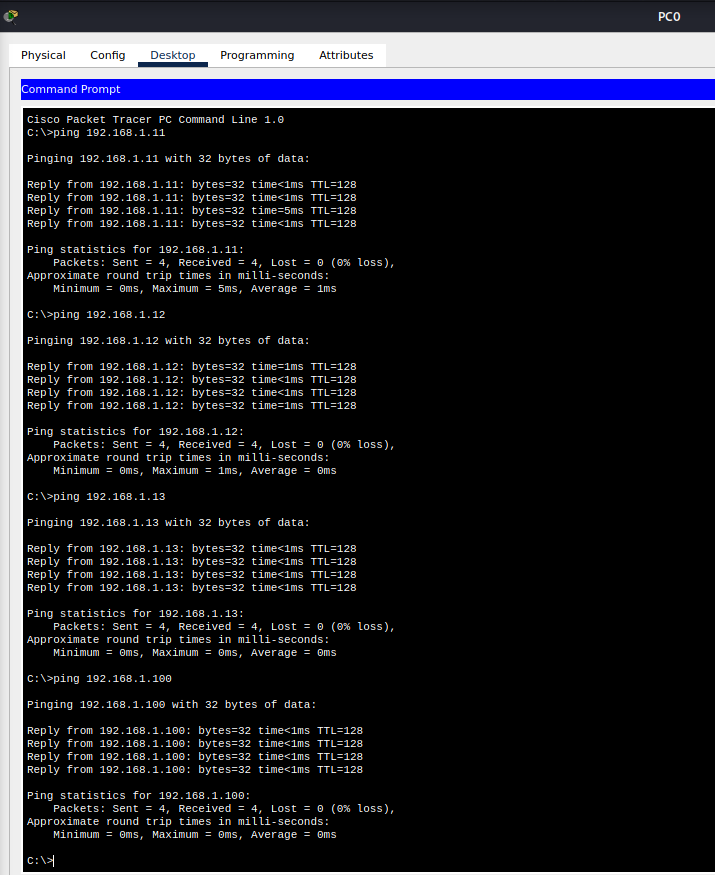 PC0
Physical Config Desktop Programming Attributes
Command Prompt
Cisco Packet Tracer PC Command Line 1.0
C:\>ping 192.168.1.11
Pinging 192.168.1.11 with 32 bytes of data:
Reply from 192.168.1.11: bytes=32 time<1ms TTL=128
Reply from 192.168.1.11: bytes=32 time<1ms TTL=128
Reply from 192.168.1.11: bytes=32 time=5ms TTL=128
Reply from 192.168.1.11: bytes=32 time<1ms TTL=128
Ping statistics for 192.168.1.11:
Packets: Sent = 4, Received = 4, Lost = 0 (0% loss),
Approximate round trip times in milli-seconds:
Minimum = 0ms, Maximum = 5ms, Average = 1ms
C:\>ping 192.168.1.12
Pinging 192.168.1.12 with 32 bytes of data:
Reply from 192.168.1.12: bytes=32 time=1ms TTL=128
Reply from 192.168.1.12: bytes=32 time<1ms TTL=128
Reply from 192.168.1.12: bytes=32 time<1ms TTL=128
Reply from 192.168.1.12: bytes=32 time=1ms TTL=128
Ping statistics for 192.168.1.12:
Packets: Sent = 4, Received = 4, Lost = 0 (0% loss),
Approximate round trip times in milli-seconds:
Minimum = 0ms, Maximum = 1ms, Average = 0ms
C:\>ping 192.168.1.13
Pinging 192.168.1.13 with 32 bytes of data:
Reply from 192.168.1.13: bytes=32 time<1ms TTL=128
Reply from 192.168.1.13: bytes=32 time<1ms TTL=128
Reply from 192.168.1.13: bytes=32 time<1ms TTL=128
Reply from 192.168.1.13: bytes=32 time<1ms TTL=128
Ping statistics for 192.168.1.13:
Packets: Sent = 4, Received = 4, Lost = 0 (0% loss),
Approximate round trip times in milli-seconds:
Minimum = 0ms, Maximum = 0ms, Average = 0ms
C:\>ping 192.168.1.100
Pinging 192.168.1.100 with 32 bytes of data:
Reply from 192.168.1.100: bytes=32 time<1ms TTL=128
Reply from 192.168.1.100: bytes=32 time<1ms TTL=128
Reply from 192.168.1.100: bytes=32 time<1ms TTL=128
Reply from 192.168.1.100: bytes=32 time<1ms TTL=128
Ping statistics for 192.168.1.100:
Packets: Sent = 4, Received = 4, Lost = 0 (0% loss),
Approximate round trip times in milli-seconds:
Minimum = 0ms, Maximum = 0ms, Average = 0ms
C:\>